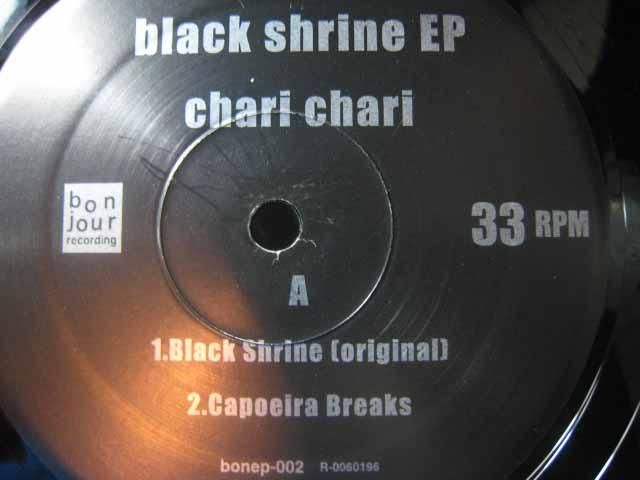 black shrine EP
chari chari
bon
jour
recording
33 RPM
A
1.Black Shrine (original)
2.Capoeira Breaks
bonep-002 R-0060196